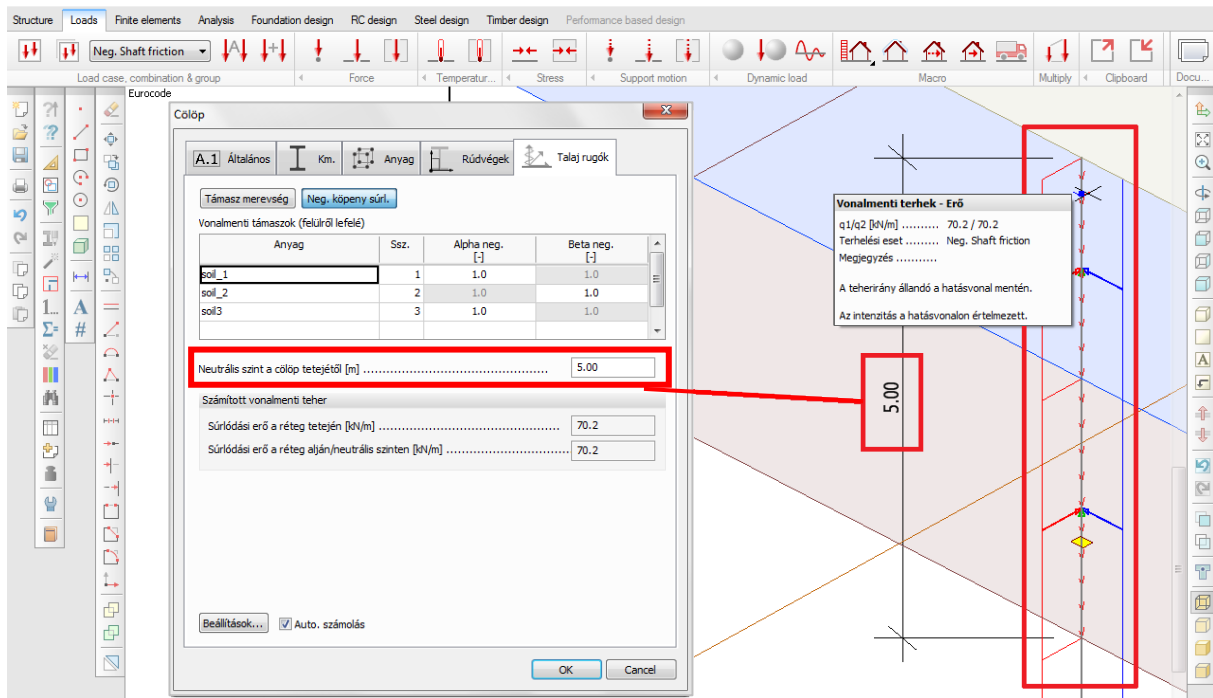 Structure Loads Finite elements Analysis Foundation design RC design Steel design Timber design Performance based design
Neg. Shaft friction
Load case, combination & group Force Temperatur... Stress Support motion Dynamic load Macro Multiply Clipboard Docu...
Eurocode
Cölöp
A.1 Általános Km. Anyag Rúdvégek Talaj rugók
Támasz merevség Neg. köpeny súrl.
Vonalmenti támaszok (felülről lefelé)
Anyag Ssz. Alpha neg. [-] Beta neg. [-]
soil_1 1 1.0 1.0
soil_2 2 1.0 1.0
soil3 3 1.0 1.0
Neutrális szint a cölöp tetejétől [m] 5.00
Számított vonalmenti teher
Súrlódási erő a réteg tetején [kN/m] 70.2
Súrlódási erő a réteg alján/neutrális szinten [kN/m] 70.2
Beállítások... Auto. számolás
OK Cancel
Vonalmenti terhek - Erő
q1/q2 [kN/m] .......... 70.2 / 70.2
Terhelési eset ........ Neg. Shaft friction
Megjegyzés ...........
A teherirány állandó a hatásvonal mentén.
Az intenzitás a hatásvonalon értelmezett.
5.00